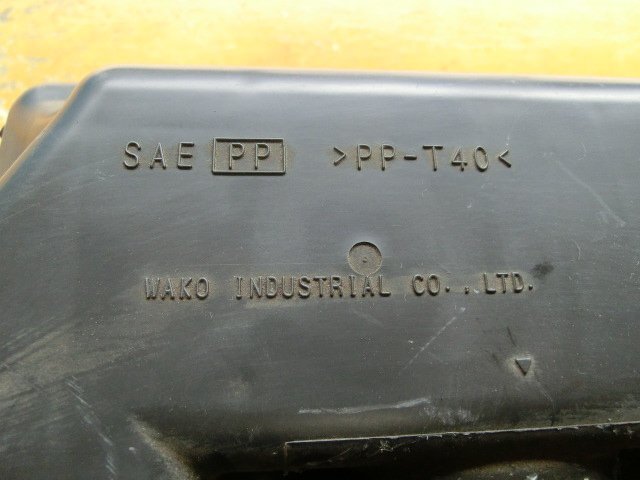 SAE PP >PP-T40<
WAKO INDUSTRIAL CO.,LTD.